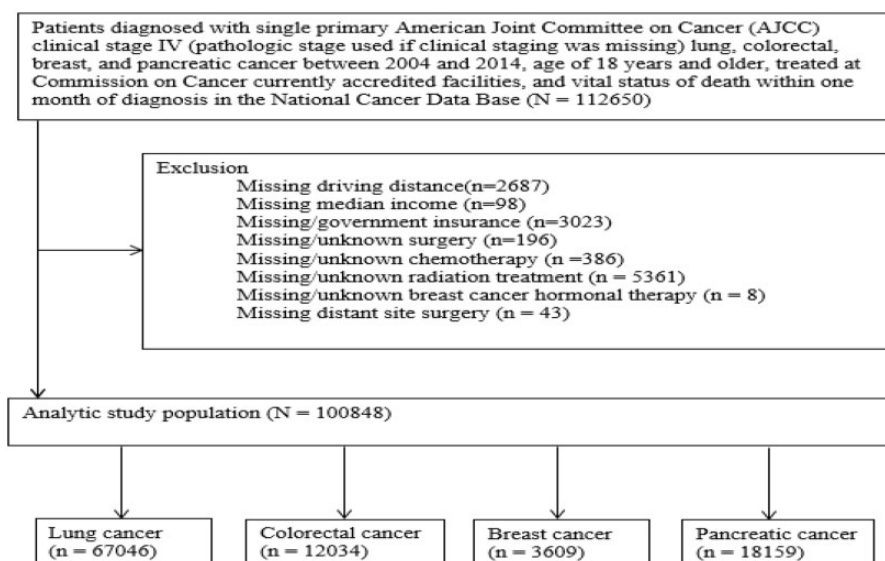 Patients diagnosed with single primary American Joint Committee on Cancer (AJCC)
clinical stage IV (pathologic stage used if clinical staging was missing) lung, colorectal,
breast, and pancreatic cancer between 2004 and 2014, age of 18 years and older, treated at
Commission on Cancer currently accredited facilities, and vital status of death within one
month of diagnosis in the National Cancer Data Base (N = 112650)
Exclusion
Missing driving distance(n=2687)
Missing median income (n=98)
Missing/government insurance (n=3023)
Missing/unknown surgery (n=196)
Missing/unknown chemotherapy (n =386)
Missing/unknown radiation treatment (n = 5361)
Missing/unknown breast cancer hormonal therapy (n = 8)
Missing distant site surgery (n = 43)
Analytic study population (N = 100848)
Lung cancer
(n = 67046)
Colorectal cancer
(n = 12034)
Breast cancer
(n = 3609)
Pancreatic cancer
(n = 18159)